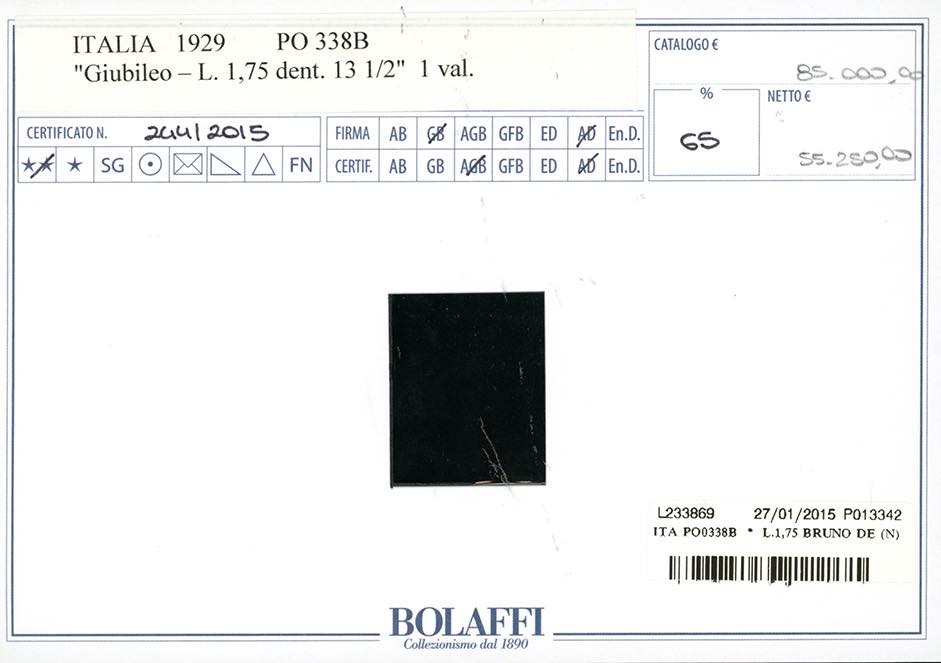 ITALIA 1929 PO 338B
"Giubileo – L. 1,75 dent. 13 1/2" 1 val.
CATALOGO €
85.000,00
% NETTO €
65
55.250,00
CERTIFICATO N. 244/2015
★★ ★ SG FN
FIRMA AB GB AGB GFB ED AD En.D.
CERTIF. AB GB AGB GFB ED AD En.D.
L233869 27/01/2015 P013342
ITA PO0338B * L.1,75 BRUNO DE (N)
BOLAFFI
Collezionismo dal 1890